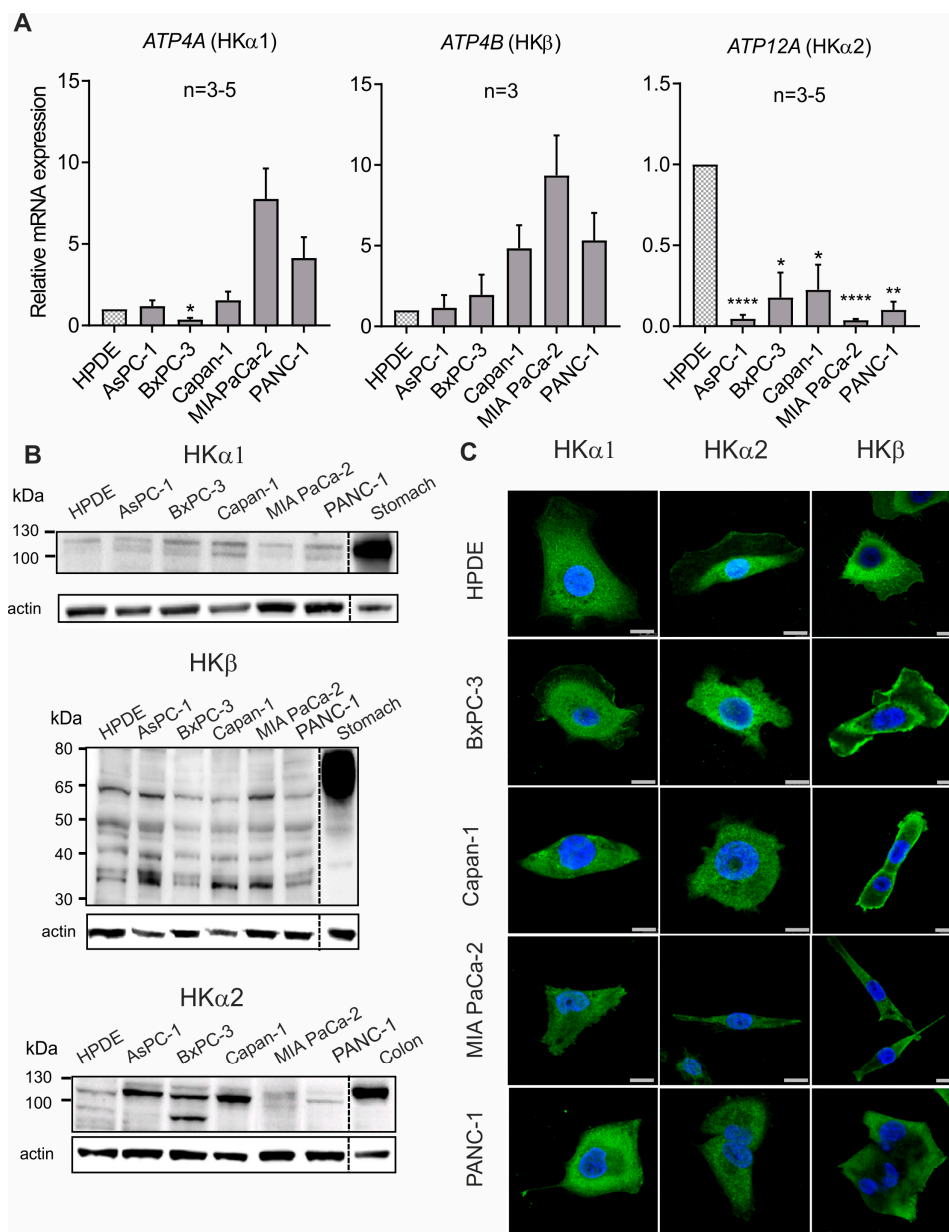 A
ATP4A (HKα1)
ATP4B (HKβ)
ATP12A (HKα2)
n=3-5
n=3
n=3-5
Relative mRNA expression
15
10
5
0
*
HPDE
AsPC-1
BxPC-3
Capan-1
MIAPaCa-2
PANC-1
15
10
5
0
HPDE
AsPC-1
BxPC-3
Capan-1
MIA PaCa-2
PANC-1
1.5
1.0
0.5
0.0
****
*
*
****
**
HPDE
AsPC-1
BxPC-3
Capan-1
MIA PaCa-2
PANC-1
B
HKα1
kDa
HPDE
AsPC-1
BxPC-3
Capan-1
MIA PaCa-2
PANC-1
Stomach
130
100
actin
HKβ
kDa
HPDE
AsPC-1
BxPC-3
Capan-1
MIA PaCa-2
PANC-1
Stomach
80
65
50
40
30
actin
HKα2
kDa
HPDE
AsPC-1
BxPC-3
Capan-1
MIA PaCa-2
PANC-1
Colon
130
100
actin
C
HKα1
HKα2
HKβ
HPDE
BxPC-3
Capan-1
MIA PaCa-2
PANC-1